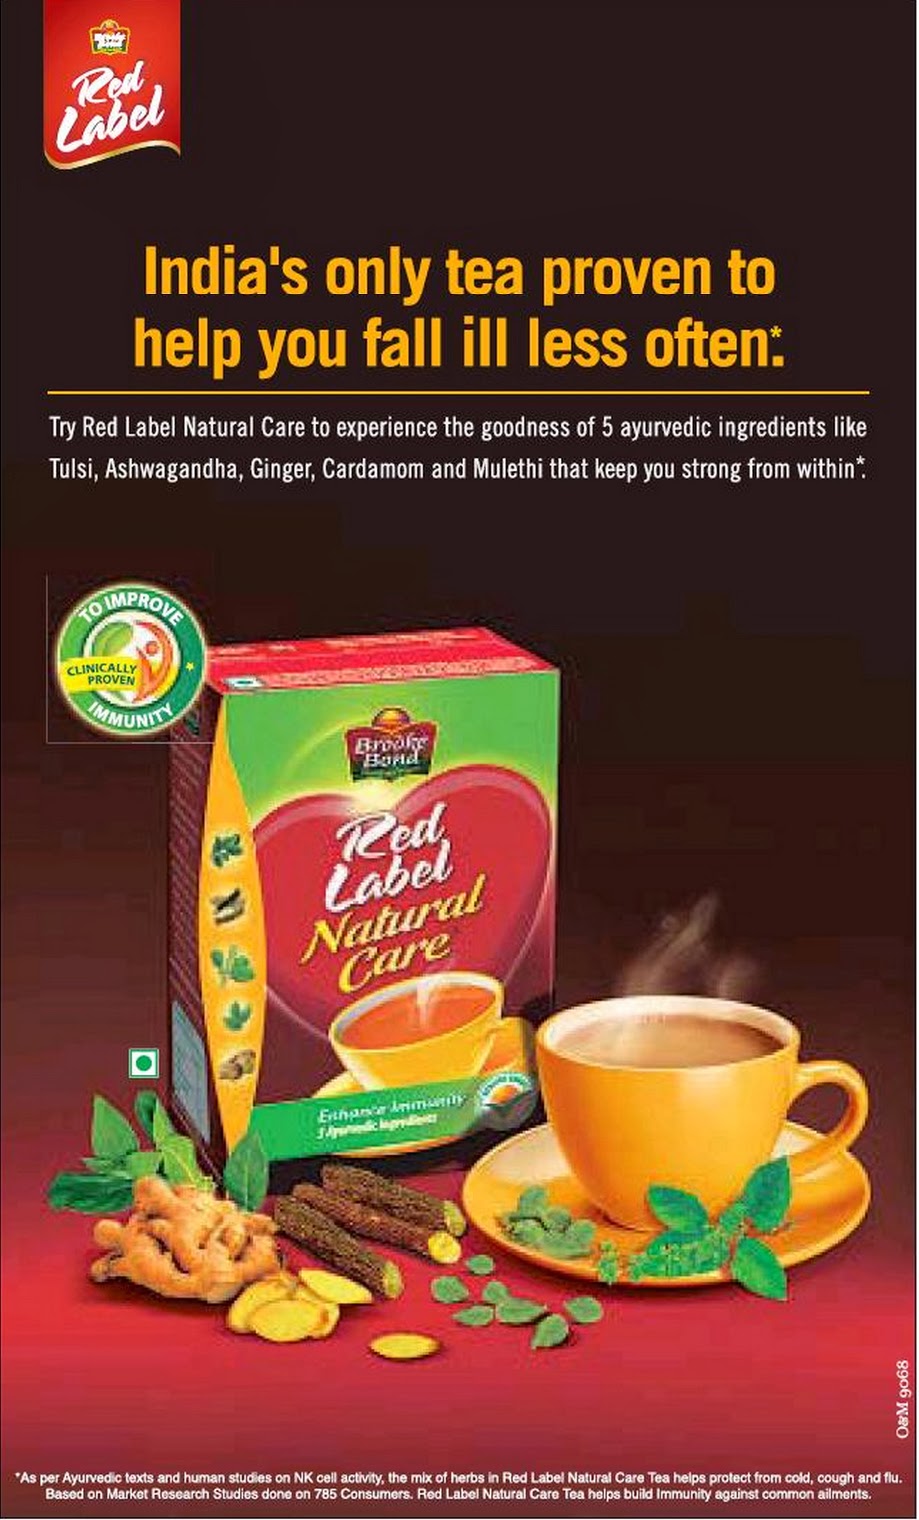 Brooke Bond
Red
Label
India's only tea proven to
help you fall ill less often*.
Try Red Label Natural Care to experience the goodness of 5 ayurvedic ingredients like
Tulsi, Ashwagandha, Ginger, Cardamom and Mulethi that keep you strong from within*.
TO IMPROVE
CLINICALLY
PROVEN
*
IMMUNITY
Brooke
Bond
Red
Label
Natural
Care
Enhance Immunity
5 Ayurvedic Ingredients
O&M 9068
*As per Ayurvedic texts and human studies on NK cell activity, the mix of herbs in Red Label Natural Care Tea helps protect from cold, cough and flu.
Based on Market Research Studies done on 785 Consumers. Red Label Natural Care Tea helps build Immunity against common ailments.